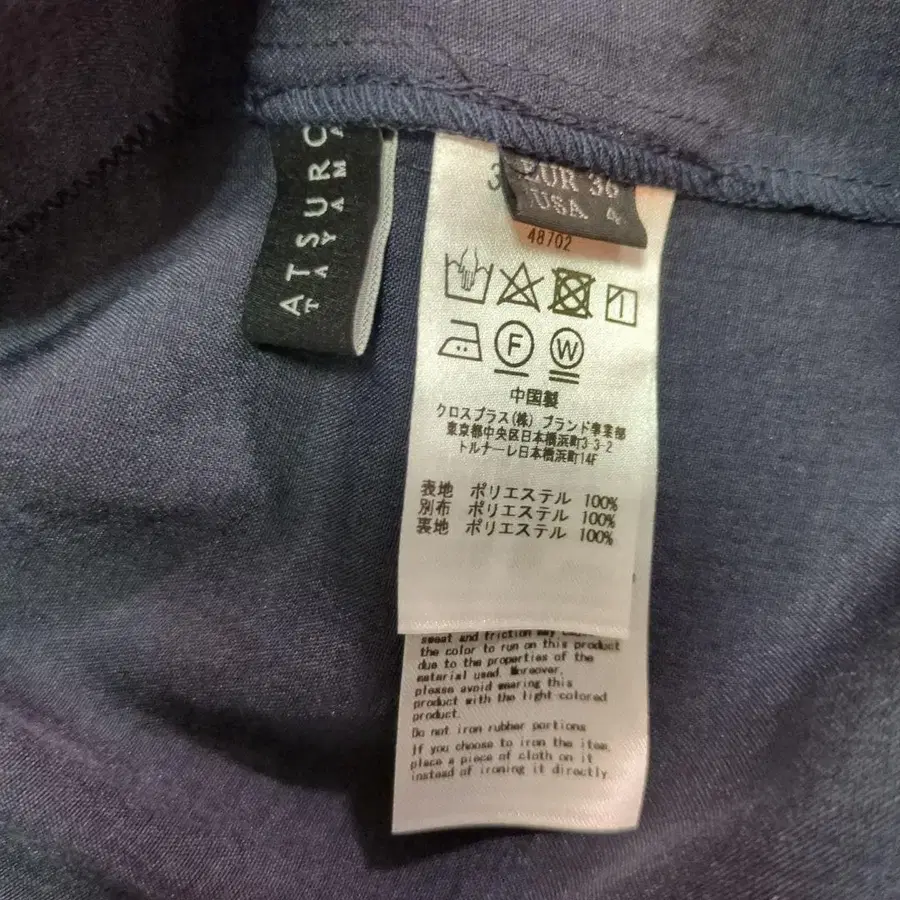 ATSURO
TAYAMA
3
EUR 36
USA 4
48702
F
W
中国製
クロスプラス(株) ブランド事業部
東京都中央区日本橋浜町3-3-2
トルナーレ日本橋浜町14F
表地 ポリエステル 100%
別布 ポリエステル 100%
裏地 ポリエステル 100%
sweat and friction may
the color to run on this product
due to the properties of the
material used. Moreover,
please avoid wearing this
product with the light-colored
product.
Do not iron rubber portions
If you choose to iron the item,
place a piece of cloth on it
instead of ironing it directly